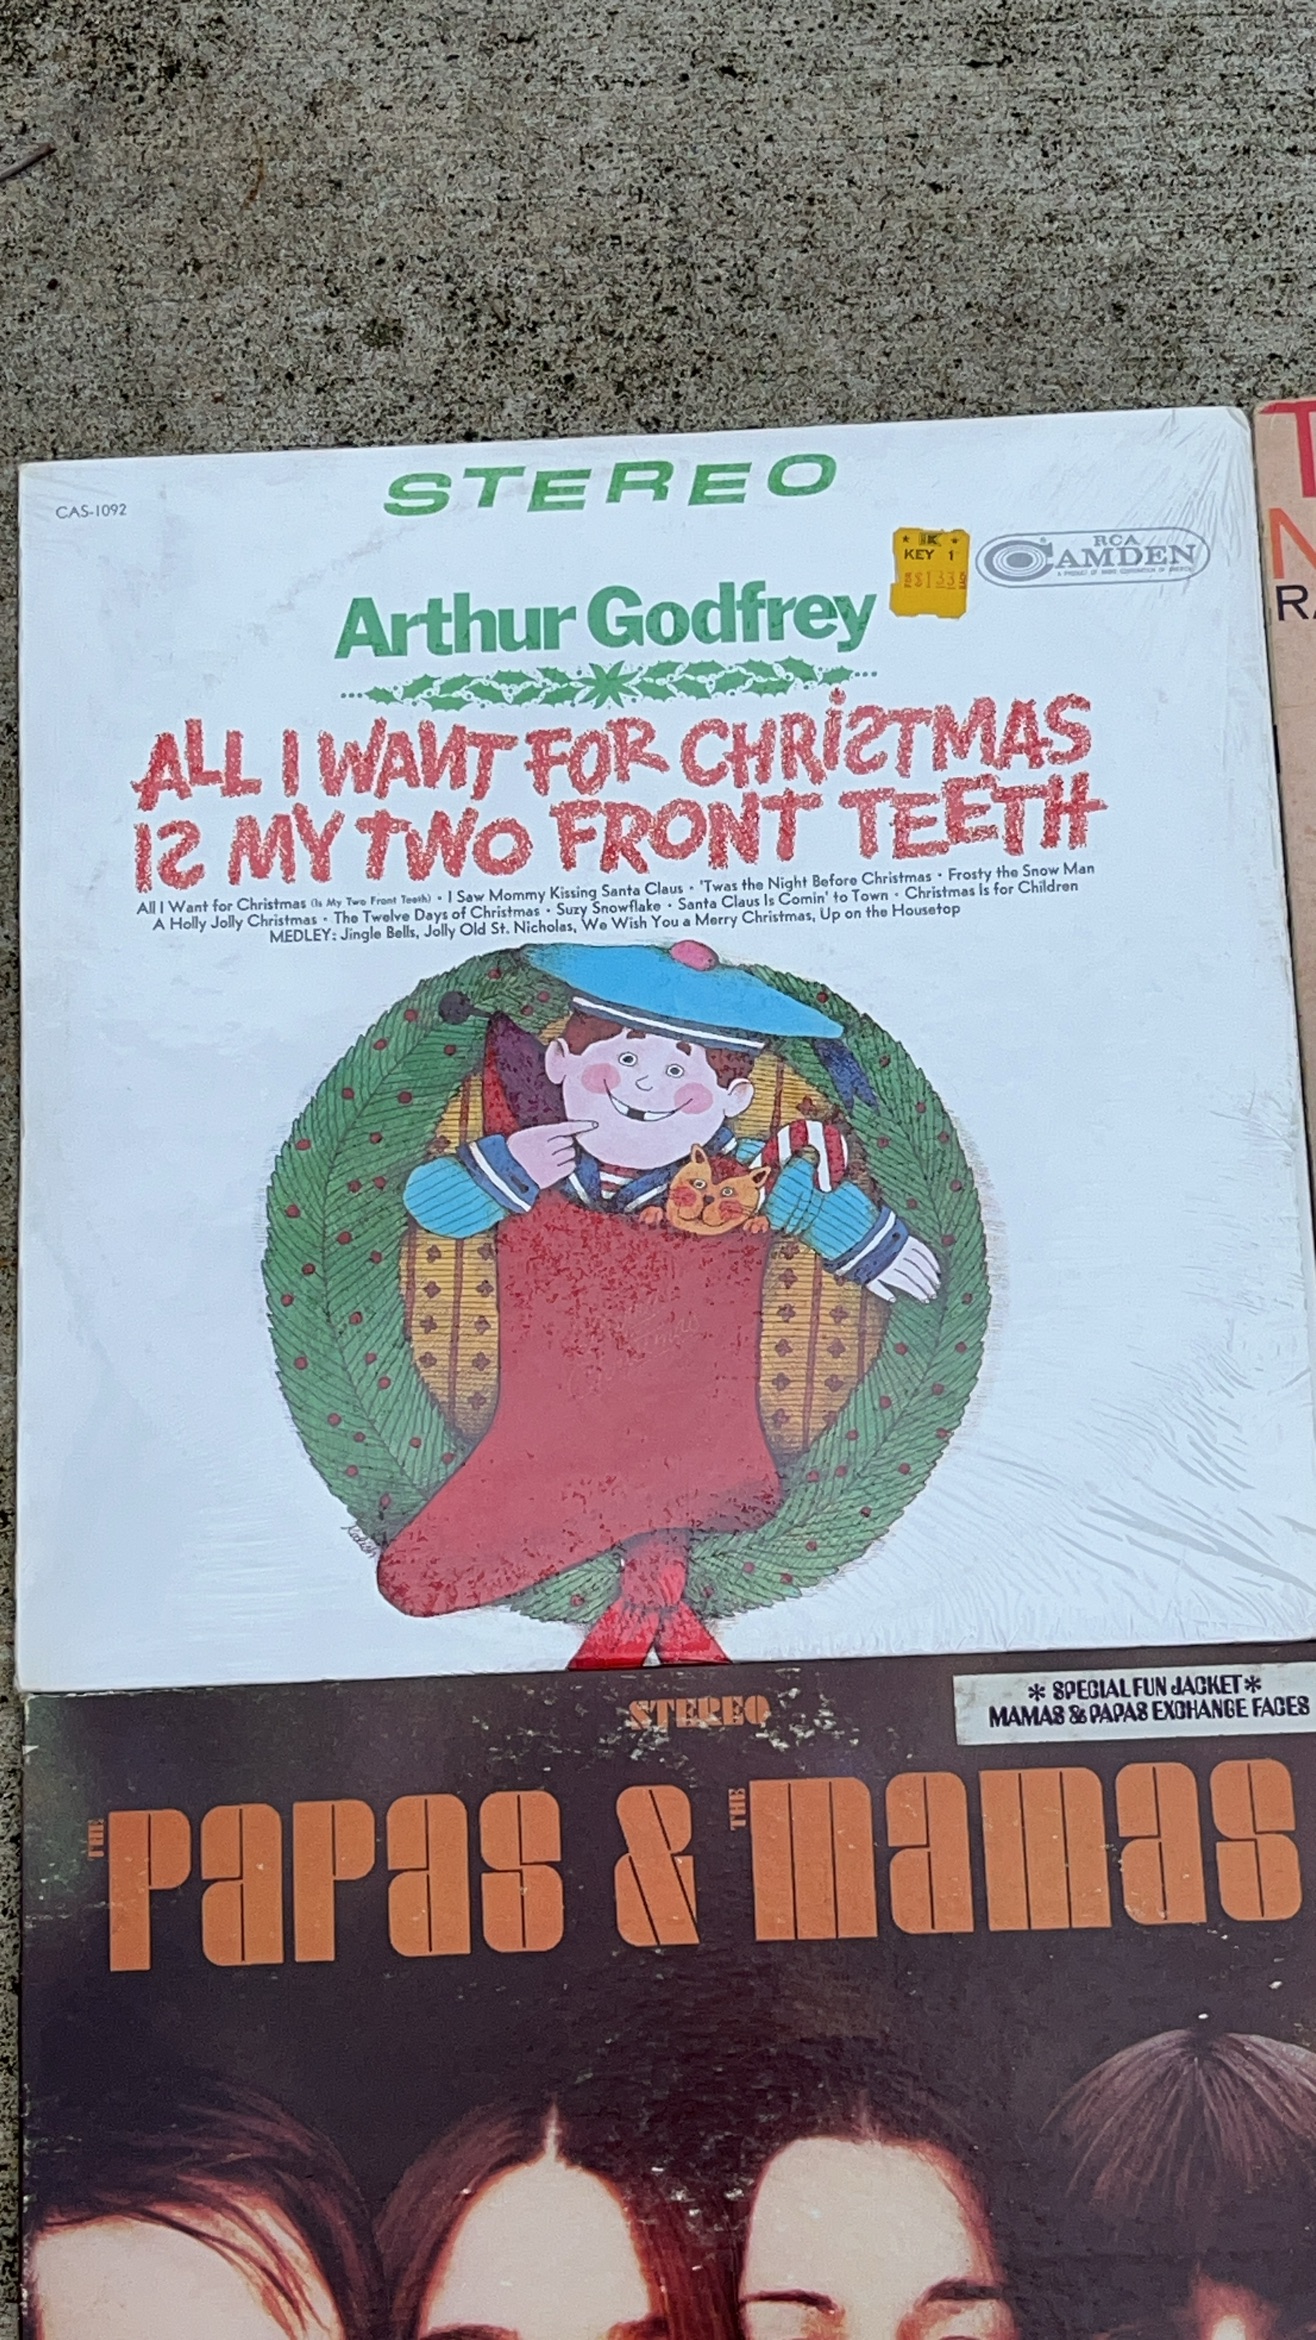 STEREO
CAS-1092
KEY 1
FOR $1.33 EACH
RCA
CAMDEN
Arthur Godfrey
ALL I WANT FOR CHRISTMAS
IS MY TWO FRONT TEETH
All I Want for Christmas (Is My Two Front Teeth) • I Saw Mommy Kissing Santa Claus • 'Twas the Night Before Christmas • Frosty the Snow Man
A Holly Jolly Christmas • The Twelve Days of Christmas • Suzy Snowflake • Santa Claus Is Comin' to Town • Christmas Is for Children
MEDLEY: Jingle Bells, Jolly Old St. Nicholas, We Wish You a Merry Christmas, Up on the Housetop
T
N
R
STEREO
* SPECIAL FUN JACKET *
MAMAS & PAPAS EXCHANGE FACES
THE PAPAS & THE MAMAS